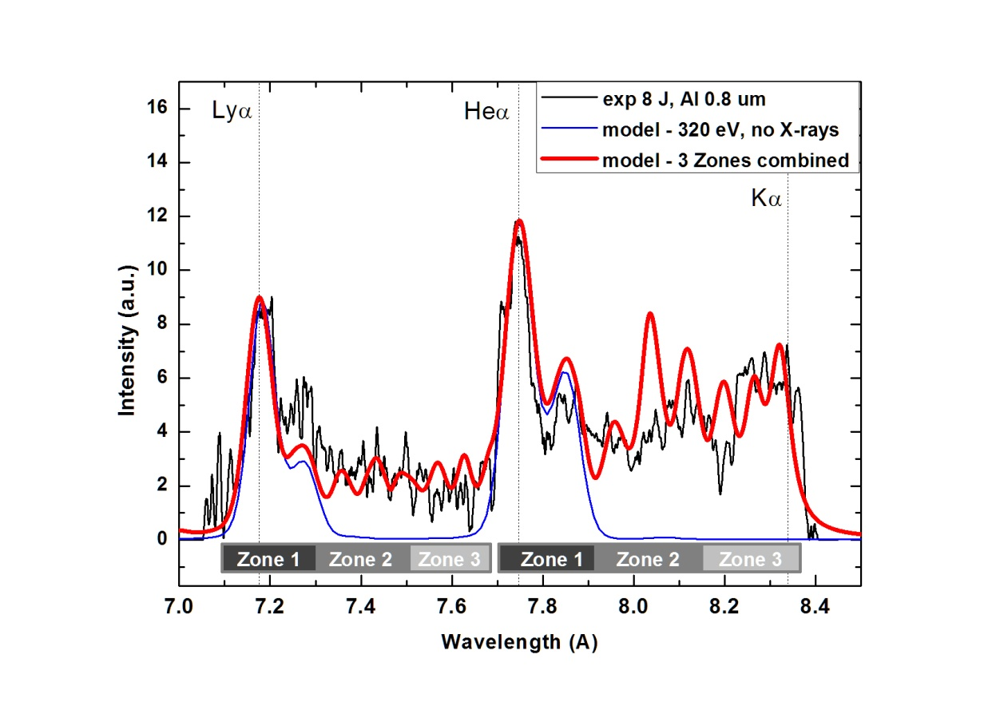 Lyα
Heα
Kα
exp 8 J, Al 0.8 um
model - 320 eV, no X-rays
model - 3 Zones combined
Intensity (a.u.)
16
14
12
10
8
6
4
2
0
Zone 1 Zone 2 Zone 3 Zone 1 Zone 2 Zone 3
7.0 7.2 7.4 7.6 7.8 8.0 8.2 8.4
Wavelength (A)